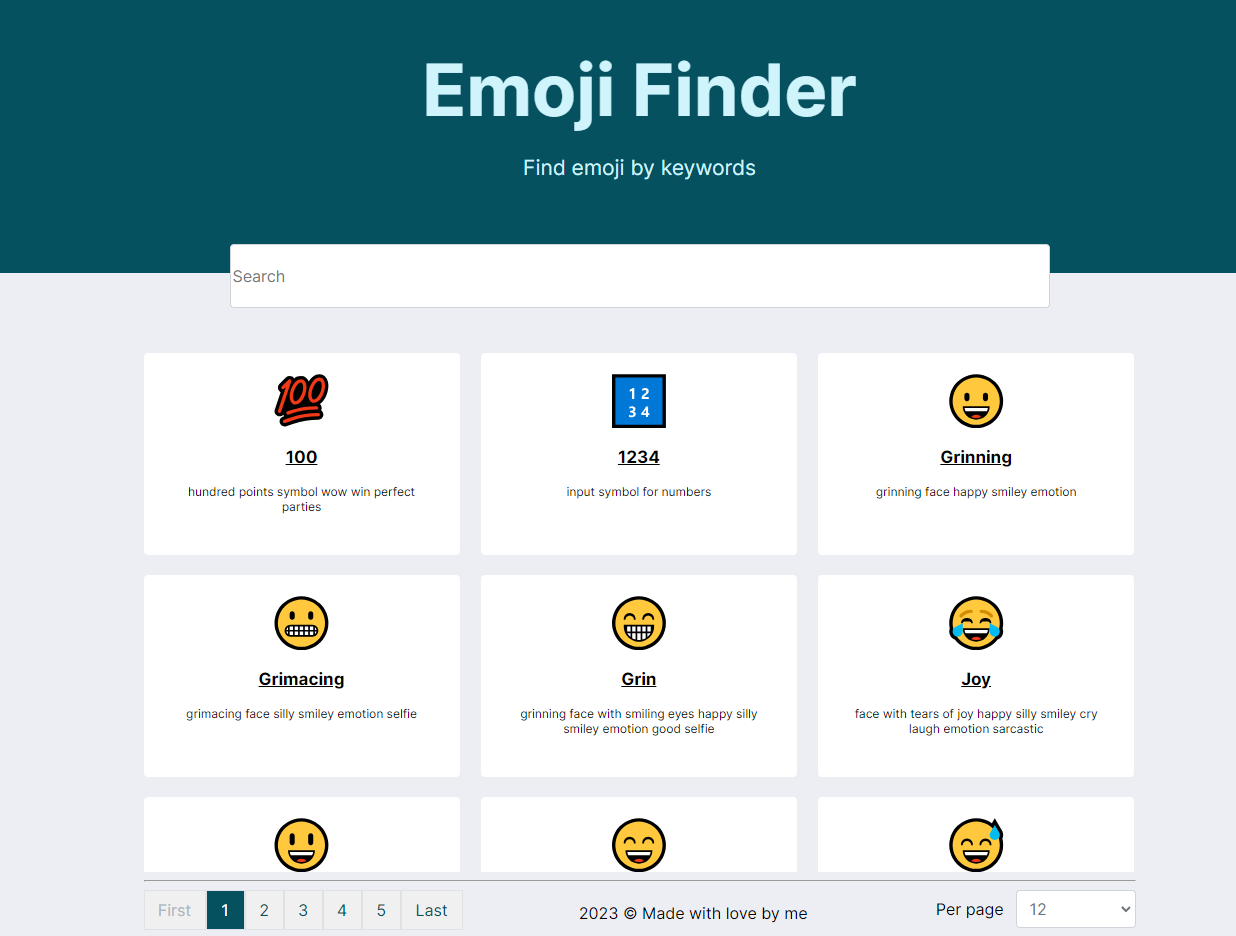 Emoji Finder
Find emoji by keywords
Search
100
1 2
3 4
100
1234
Grinning
hundred points symbol wow win perfect
parties
input symbol for numbers
grinning face happy smiley emotion
Grimacing
Grin
Joy
grimacing face silly smiley emotion selfie
grinning face with smiling eyes happy silly
smiley emotion good selfie
face with tears of joy happy silly smiley cry
laugh emotion sarcastic
First 1 2 3 4 5 Last
2023 © Made with love by me
Per page 12